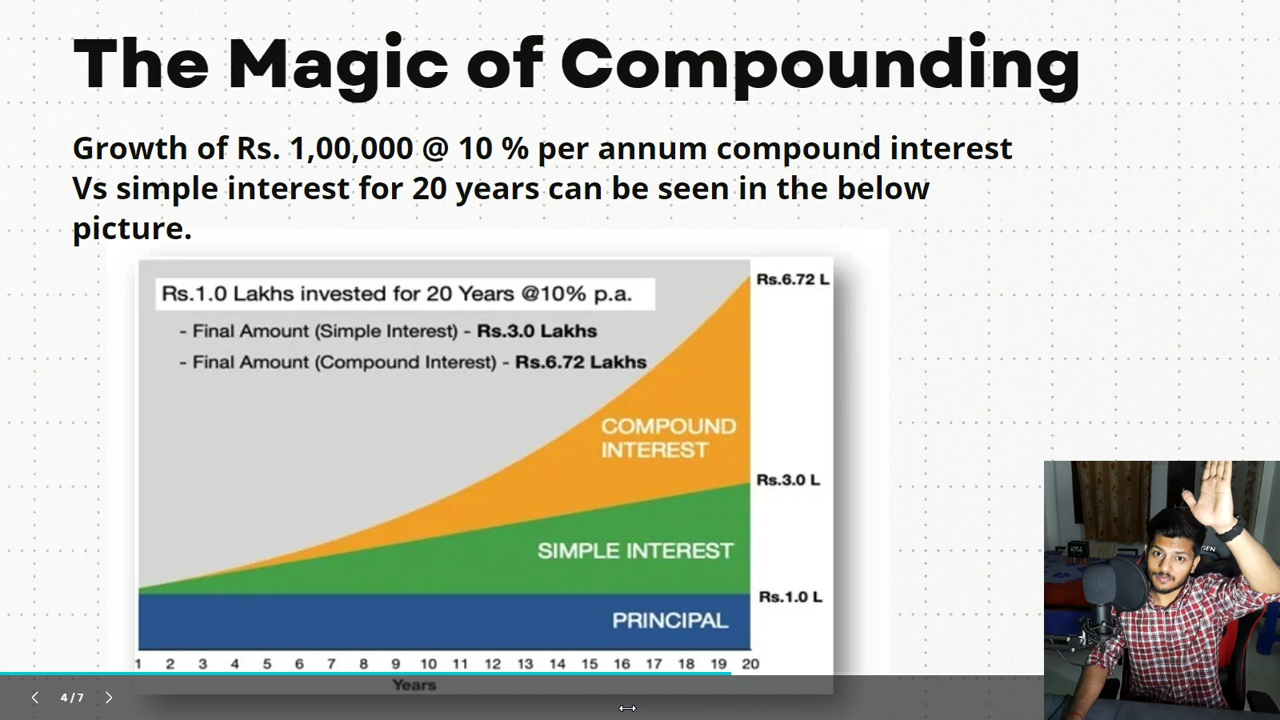 The Magic of Compounding
Growth of Rs. 1,00,000 @ 10 % per annum compound interest
Vs simple interest for 20 years can be seen in the below
picture.
Rs.1.0 Lakhs invested for 20 Years @10% p.a.
- Final Amount (Simple Interest) - Rs.3.0 Lakhs
- Final Amount (Compound Interest) - Rs.6.72 Lakhs
Rs.6.72 L
COMPOUND
INTEREST
Rs.3.0 L
SIMPLE INTEREST
Rs.1.0 L
PRINCIPAL
1 2 3 4 5 6 7 8 9 10 11 12 13 14 15 16 17 18 19 20
Years
4/7